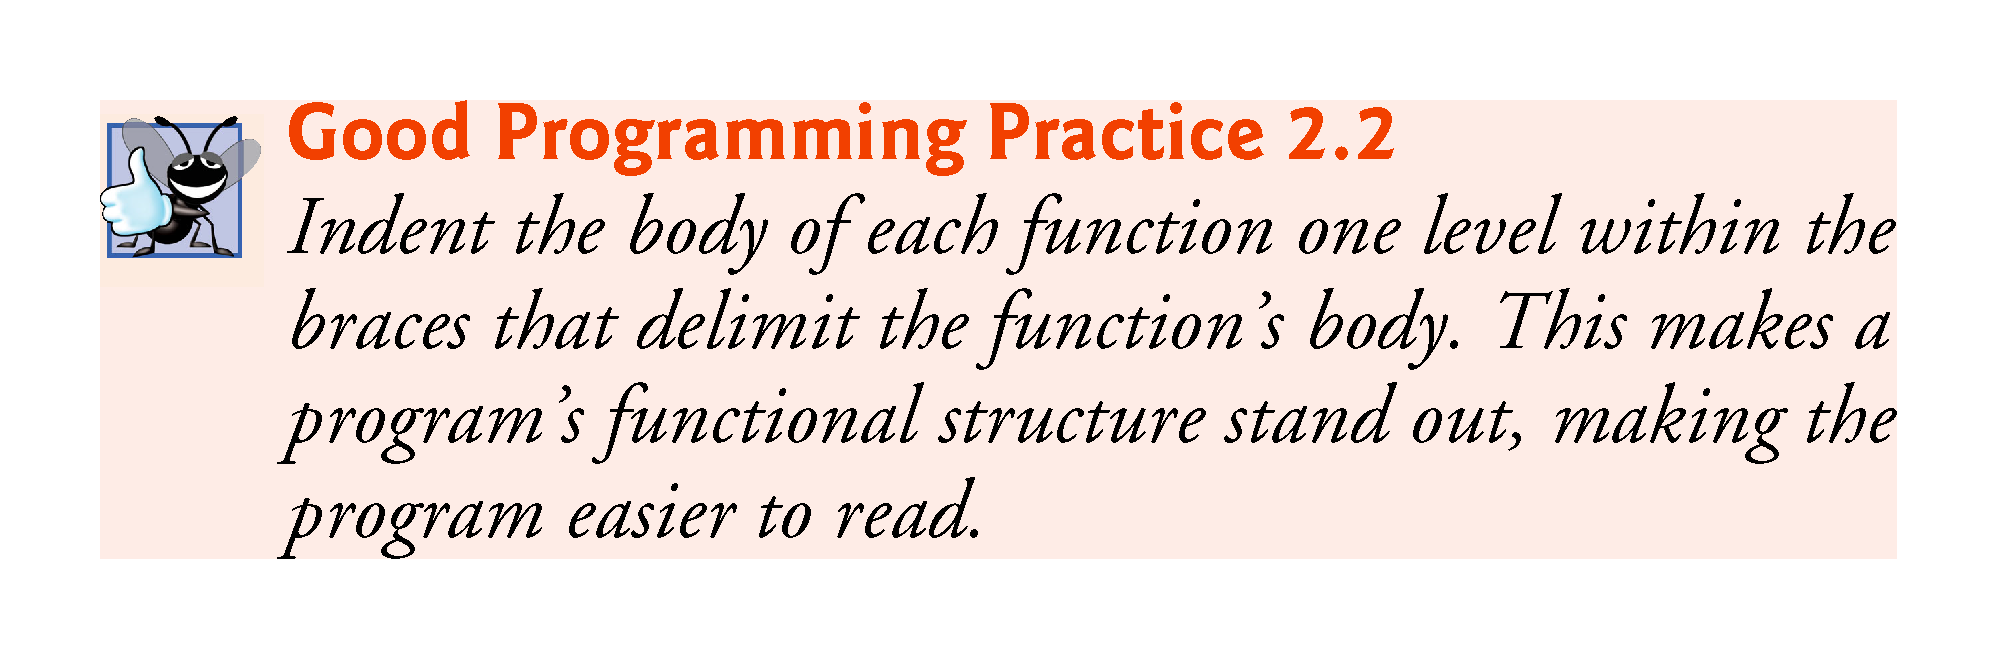 Good Programming Practice 2.2
Indent the body of each function one level within the
braces that delimit the function’s body. This makes a
program’s functional structure stand out, making the
program easier to read.